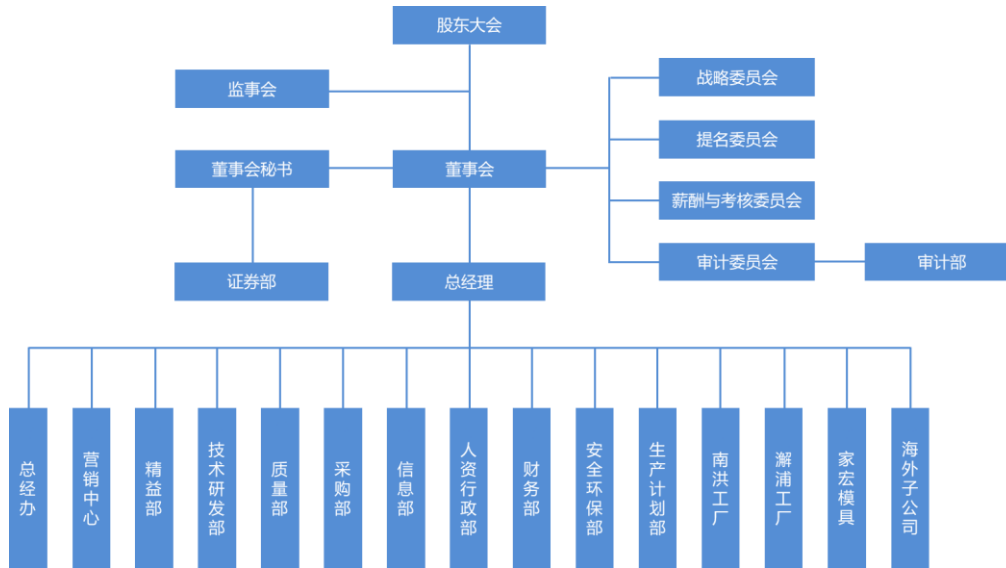 股东大会
监事会
战略委员会
提名委员会
董事会秘书
董事会
薪酬与考核委员会
审计委员会
审计部
证券部
总经理
总经办
营销中心
精益部
技术研发部
质量部
采购部
信息部
人资行政部
财务部
安全环保部
生产计划部
南洪工厂
澥浦工厂
家宏模具
海外子公司